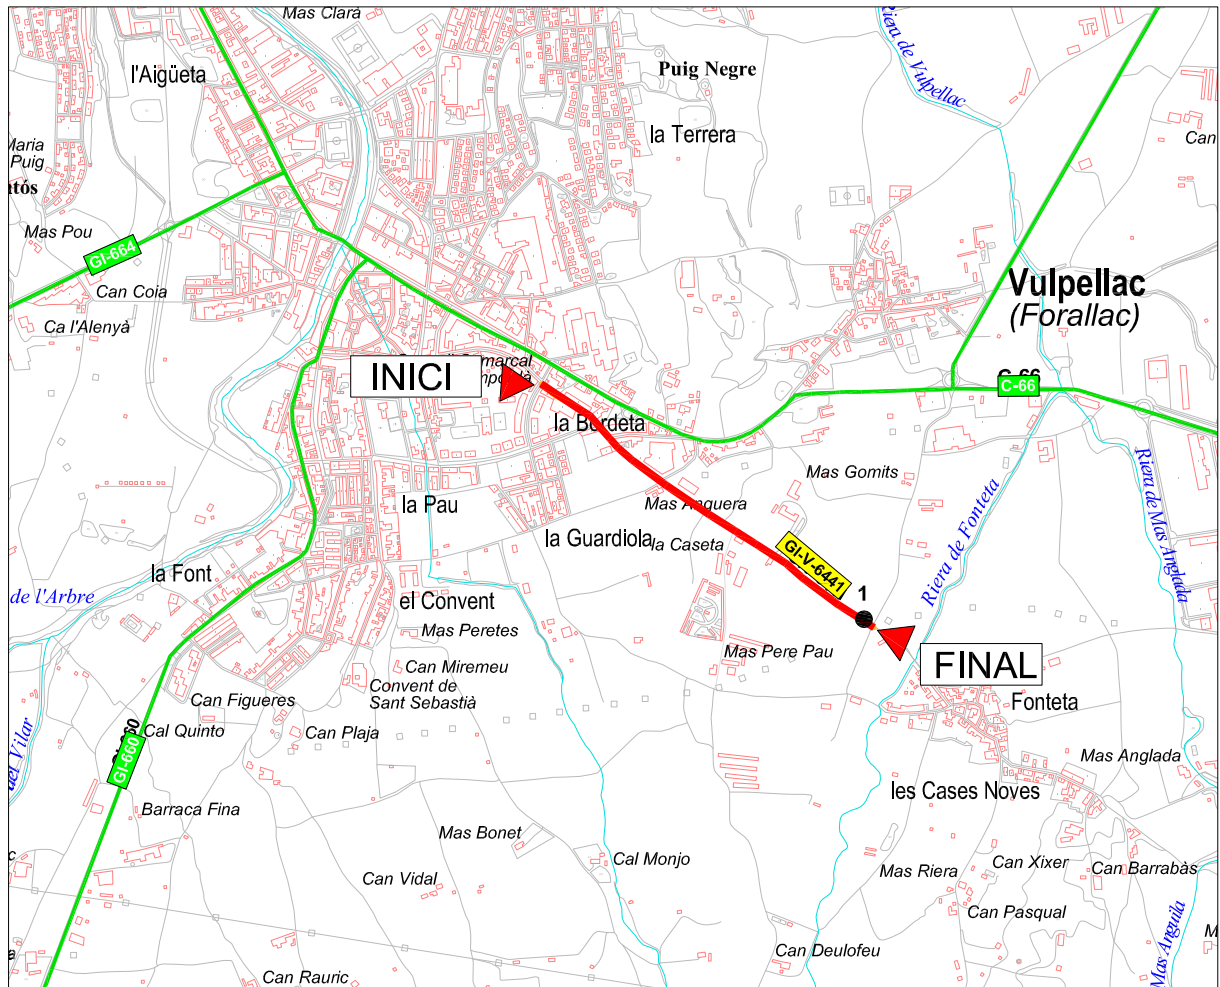 Mas Clarà
l'Aigüeta
Puig Negre
Riera de Vulpellac
la Terrera
Maria
Puig
Can
Mas Pou
GI-664
Can Coia
Ca l'Alenyà
Vulpellac
(Forallac)
INICI
C-66
C-66
la Bordeta
Mas Gomits
Riera de Mas Anglada
la Pau
Mas Anquera
la Guardiola
la Caseta
GI-V-6441
Riera de Fonteta
la Font
de l'Arbre
el Convent
1
Mas Peretes
Mas Pere Pau
FINAL
Can Miremeu
Convent de
Sant Sebastià
Can Figueres
Fonteta
Cal Quinto
Can Plaja
GI-660
del Vilar
Mas Anglada
les Cases Noves
Barraca Fina
Mas Bonet
Cal Monjo
Can Vidal
Mas Riera
Can Xixer
Can Barrabàs
Can Pasqual
Can Deulofeu
Mas Anguila
Can Rauric